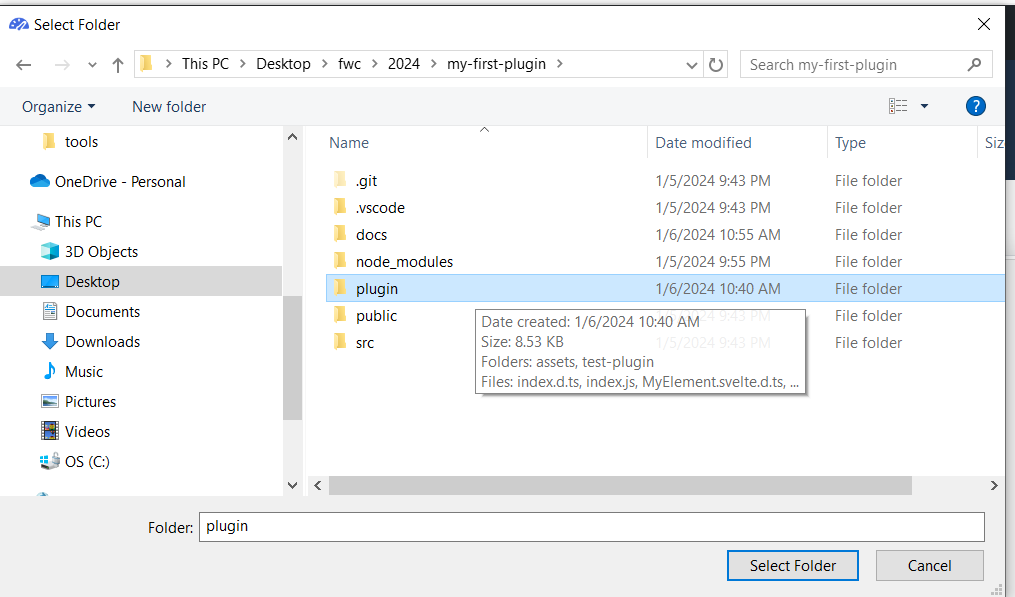 Select Folder
This PC > Desktop > fwc > 2024 > my-first-plugin >
Search my-first-plugin
Organize
New folder
?
tools
OneDrive - Personal
This PC
3D Objects
Desktop
Documents
Downloads
Music
Pictures
Videos
OS (C:)
Name Date modified Type Siz
.git 1/5/2024 9:43 PM File folder
.vscode 1/5/2024 9:43 PM File folder
docs 1/6/2024 10:55 AM File folder
node_modules 1/5/2024 9:55 PM File folder
plugin 1/6/2024 10:40 AM File folder
public 9:43 PM File folder
src 1/5/2024 9:43 PM File folder
Date created: 1/6/2024 10:40 AM
Size: 8.53 KB
Folders: assets, test-plugin
Files: index.d.ts, index.js, MyElement.svelte.d.ts, ...
Folder: plugin
Select Folder
Cancel